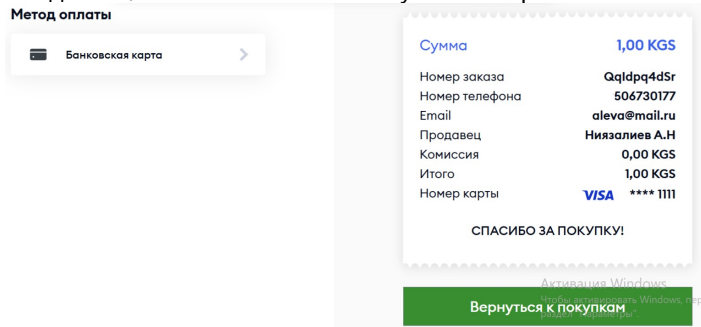 Метод оплаты
Банковская карта
Сумма 1,00 KGS
Номер заказа Qqldpq4dSr
Номер телефона 506730177
Email aleva@mail.ru
Продавец Ниязалиев А.Н
Комиссия 0,00 KGS
Итого 1,00 KGS
Номер карты VISA **** 1111
СПАСИБО ЗА ПОКУПКУ!
Активация Windows
Чтобы активировать Windows, пер
раздел "Параметры".
Вернуться к покупкам